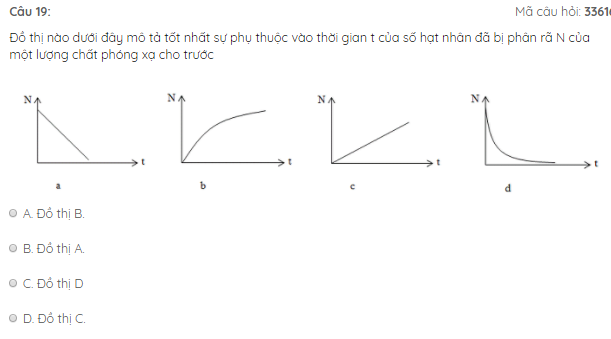 Câu 19:
Mã câu hỏi: 3361
Đồ thị nào dưới đây mô tả tốt nhất sự phụ thuộc vào thời gian t của số hạt nhân đã bị phân rã N của
một lượng chất phóng xạ cho trước
N t N t N t N t
a b c d
A. Đồ thị B.
B. Đồ thị A.
C. Đồ thị D
D. Đồ thị C.